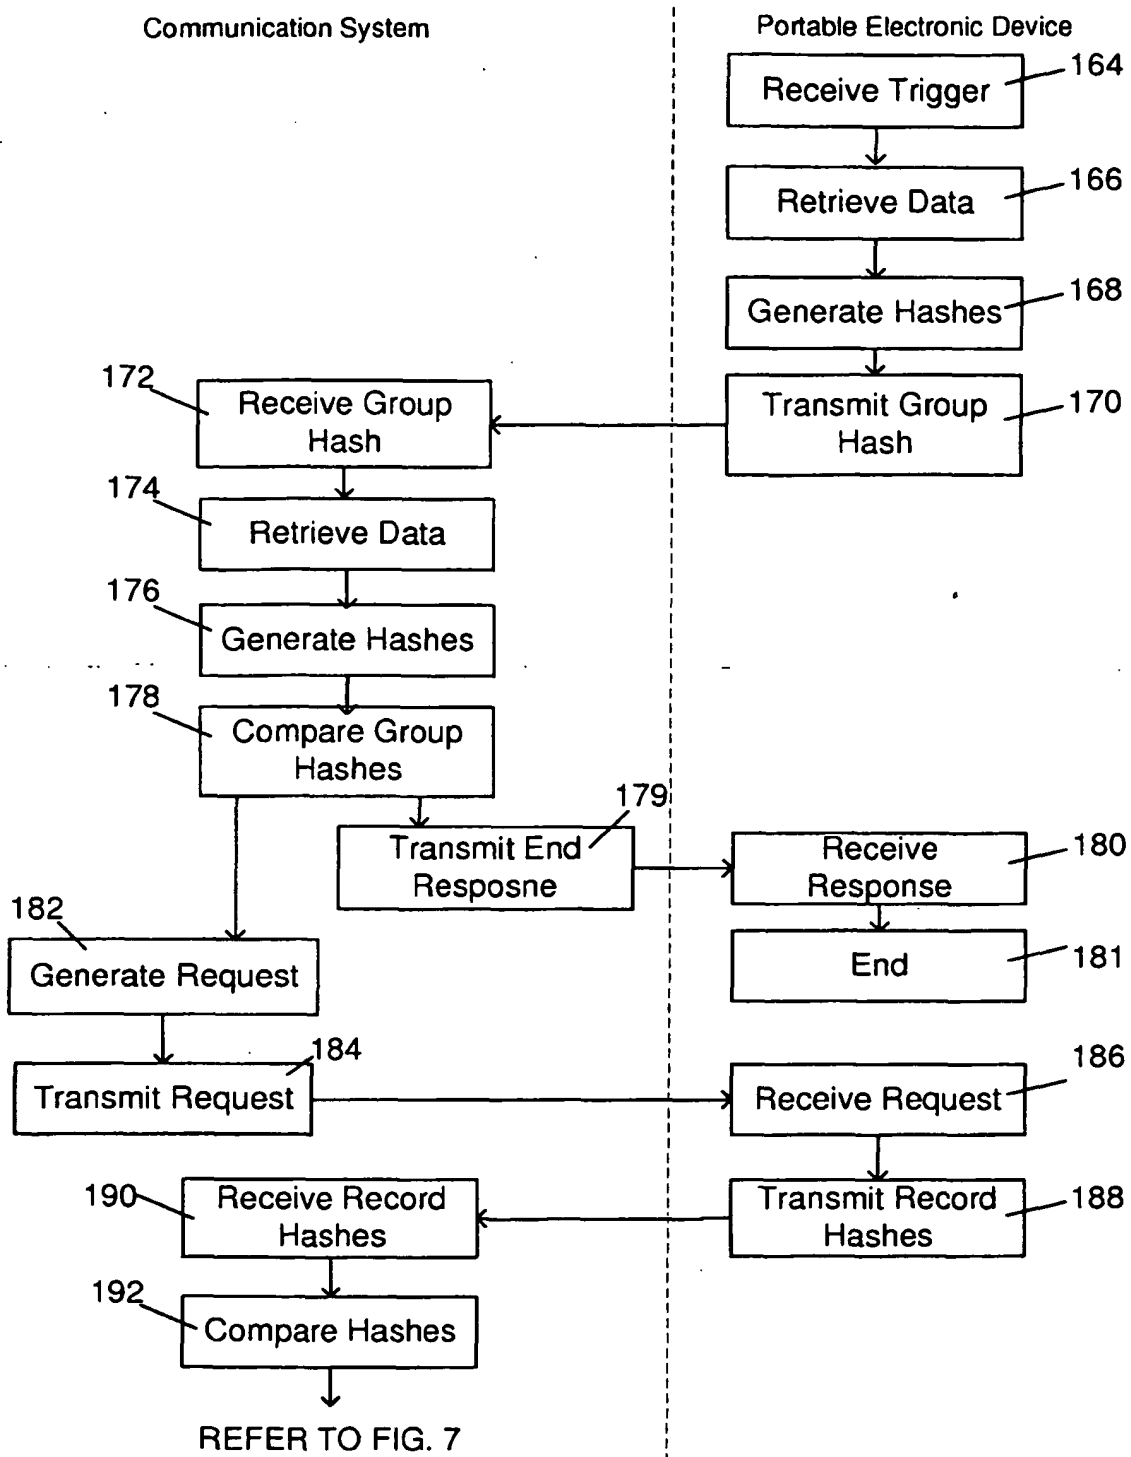 Communication System
Portable Electronic Device
Receive Trigger
164
Retrieve Data
166
Generate Hashes
168
Transmit Group
Hash
170
172
Receive Group
Hash
174
Retrieve Data
176
Generate Hashes
178
Compare Group
Hashes
179
Transmit End
Resposne
Receive
Response
180
End
181
182
Generate Request
184
Transmit Request
186
Receive Request
Transmit Record
Hashes
188
190
Receive Record
Hashes
192
Compare Hashes
REFER TO FIG. 7